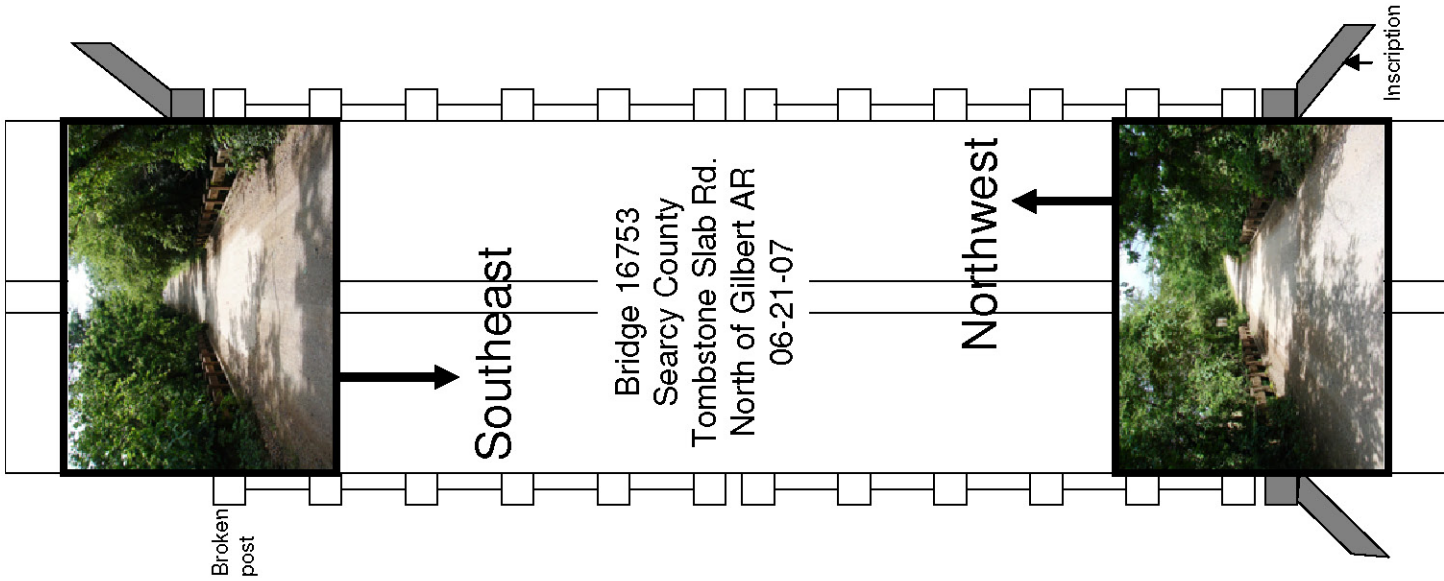 Southeast
Bridge 16753
Searcy County
Tombstone Slab Rd.
North of Gilbert AR
06-21-07
Northwest
Broken
post
Inscription